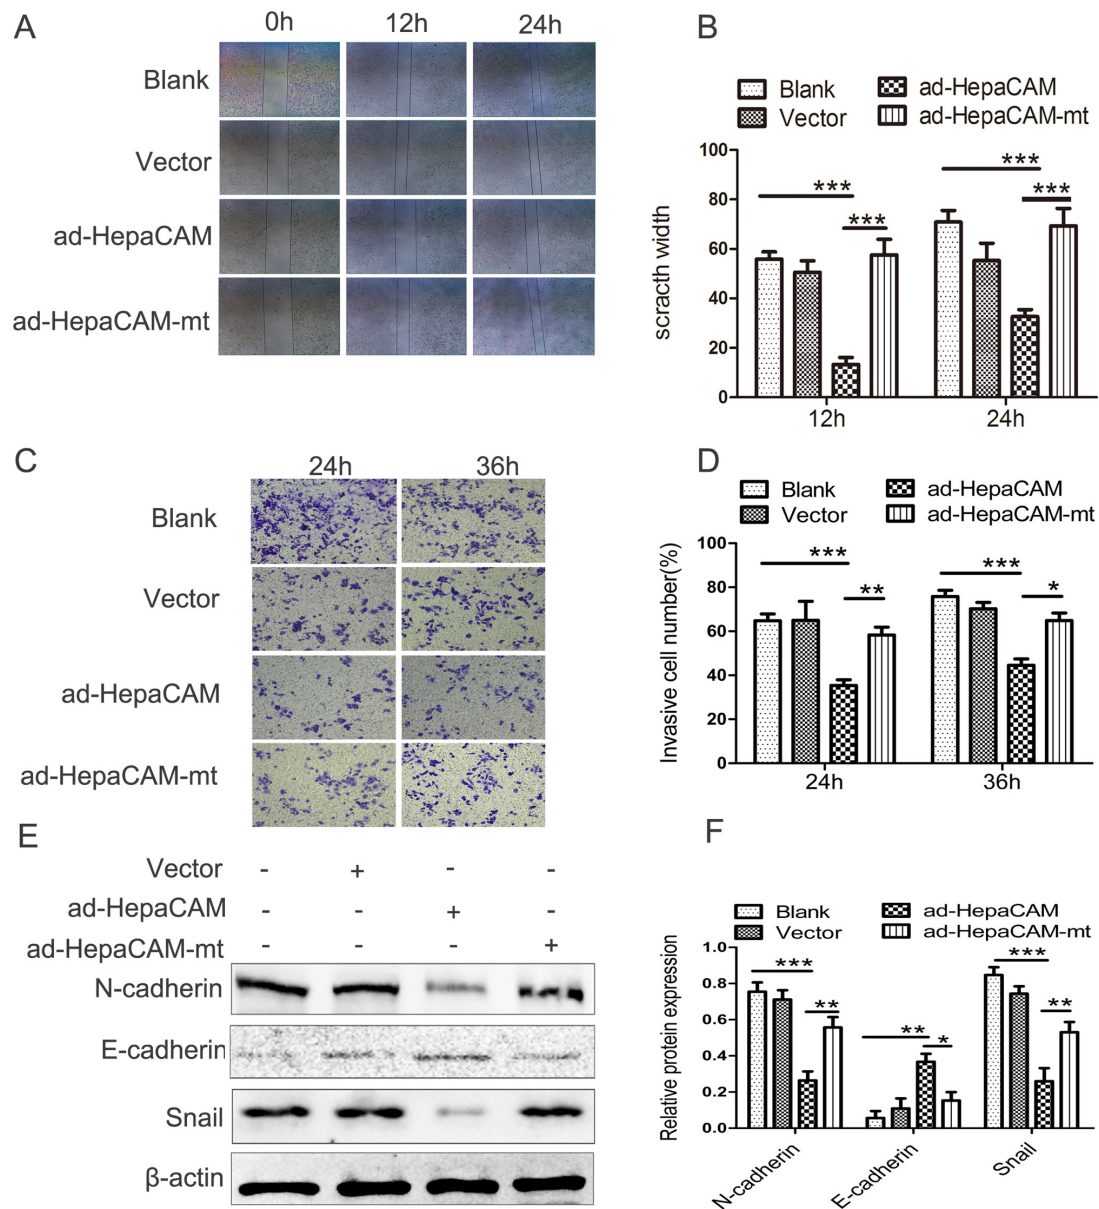 A
0h 12h 24h
Blank
Vector
ad-HepaCAM
ad-HepaCAM-mt
B
Blank ad-HepaCAM
Vector ad-HepaCAM-mt
scracth width
100
80
60
40
20
0
*** *** *** ***
12h 24h
C
24h 36h
Blank
Vector
ad-HepaCAM
ad-HepaCAM-mt
D
Blank ad-HepaCAM
Vector ad-HepaCAM-mt
Invasive cell number(%)
100
80
60
40
20
0
*** ** *** *
24h 36h
E
Vector - + - -
ad-HepaCAM - - + -
ad-HepaCAM-mt - - - +
N-cadherin
E-cadherin
Snail
β-actin
F
Blank ad-HepaCAM
Vector ad-HepaCAM-mt
Relative protein expression
1.0
0.8
0.6
0.4
0.2
0.0
*** ** ** * *** **
N-cadherin E-cadherin Snail